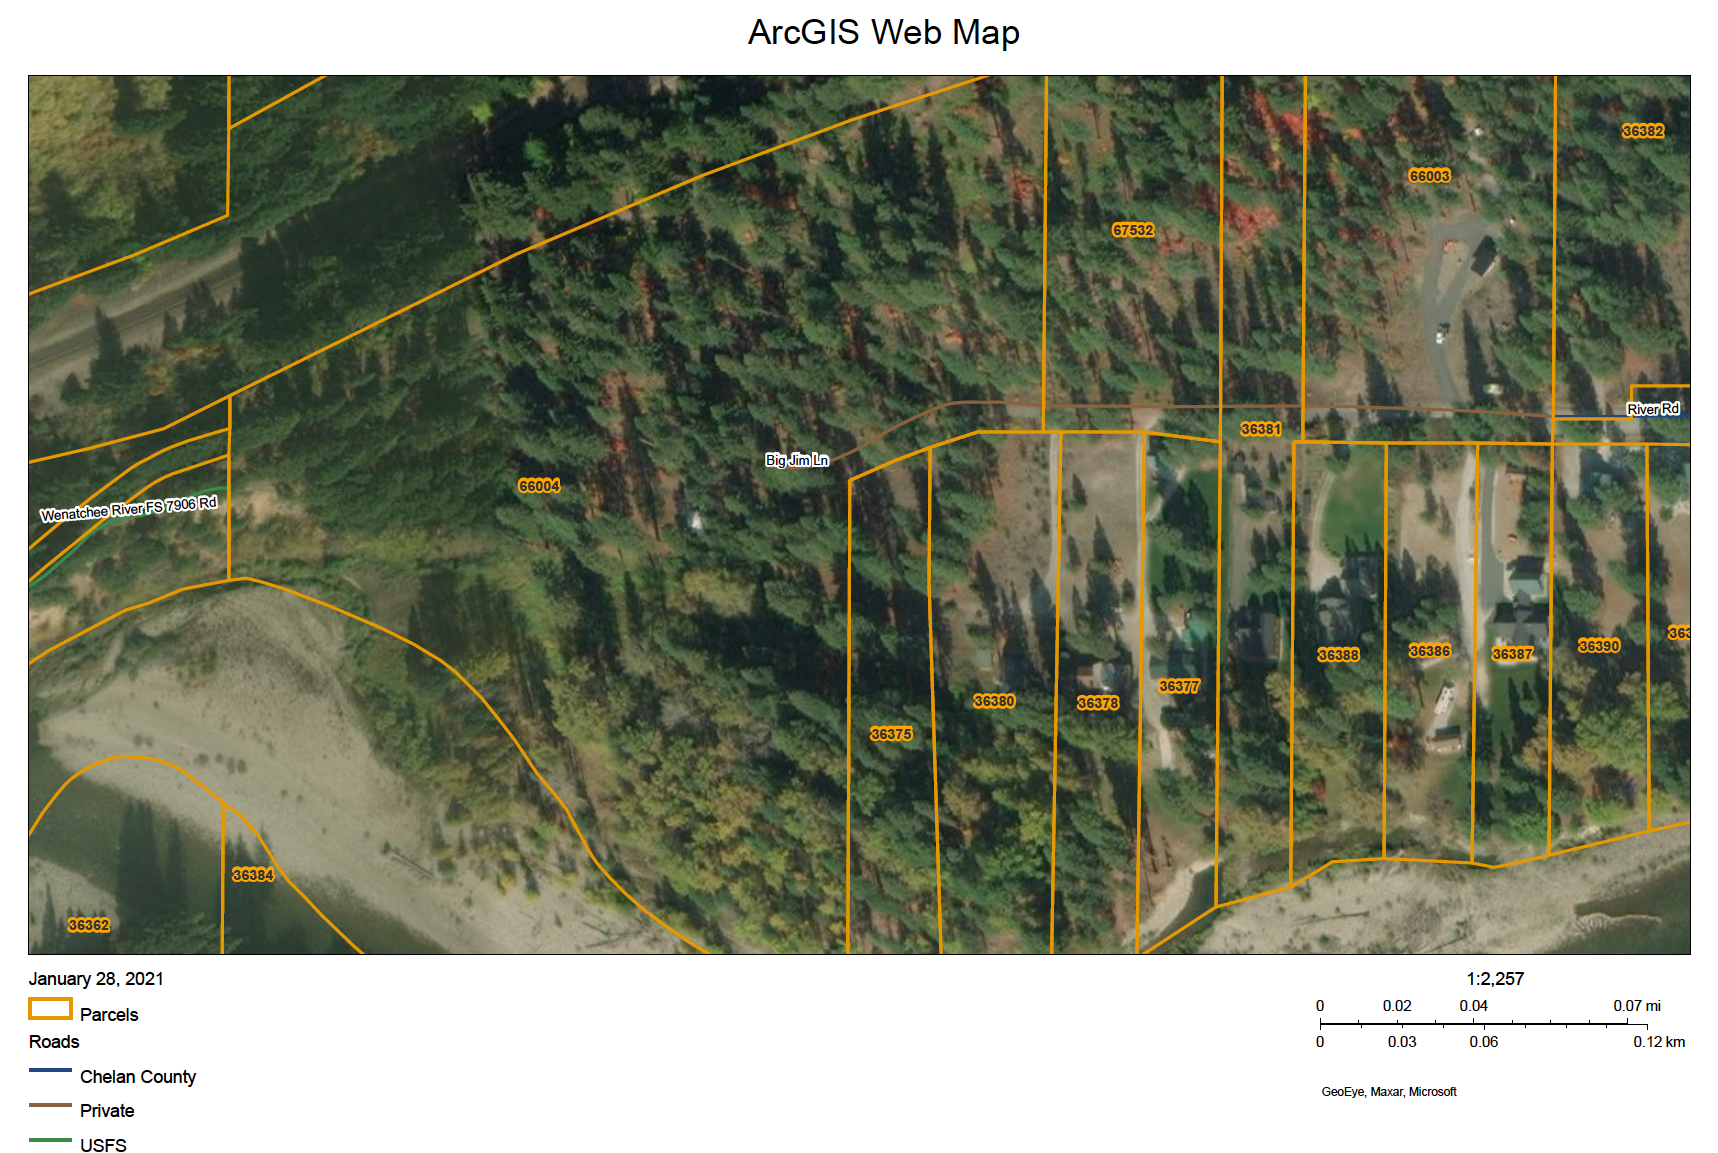 ArcGIS Web Map
36382
66003
67532
River Rd
36381
Big Jim Ln
66004
Wenatchee River FS 7906 Rd
36388
36386
36387
36390
36377
36380
36378
36375
36384
36362
January 28, 2021
Parcels
Roads
Chelan County
Private
USFS
1:2,257
0 0.02 0.04 0.07 mi
0 0.03 0.06 0.12 km
GeoEye, Maxar, Microsoft